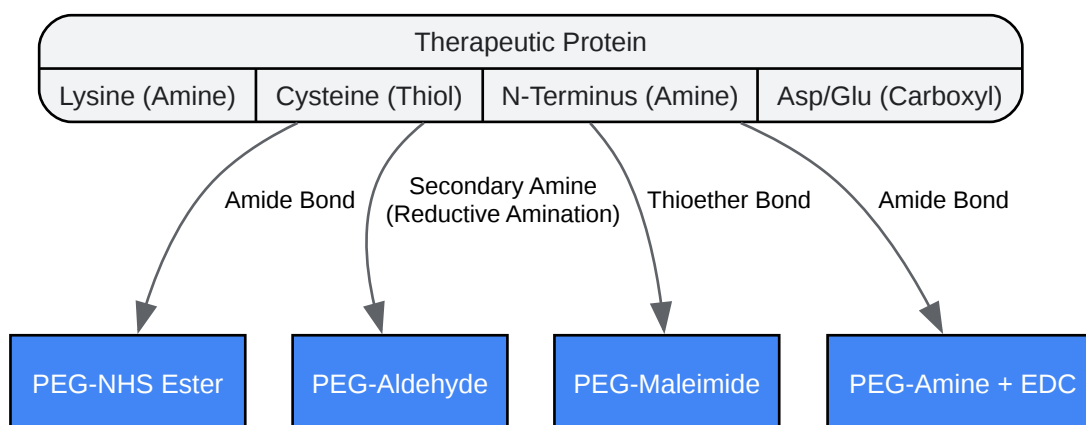 Therapeutic Protein
Lysine (Amine)
Cysteine (Thiol)
N-Terminus (Amine)
Asp/Glu (Carboxyl)
Amide Bond
Secondary Amine
(Reductive Amination)
Thioether Bond
Amide Bond
PEG-NHS Ester
PEG-Aldehyde
PEG-Maleimide
PEG-Amine + EDC